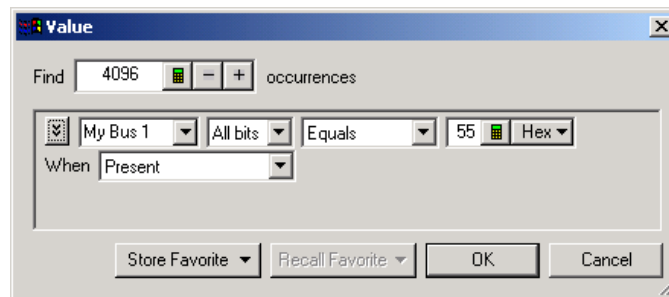 Value
Find 4096 - + occurrences
My Bus 1 All bits Equals 55 Hex
When Present
Store Favorite Recall Favorite OK Cancel